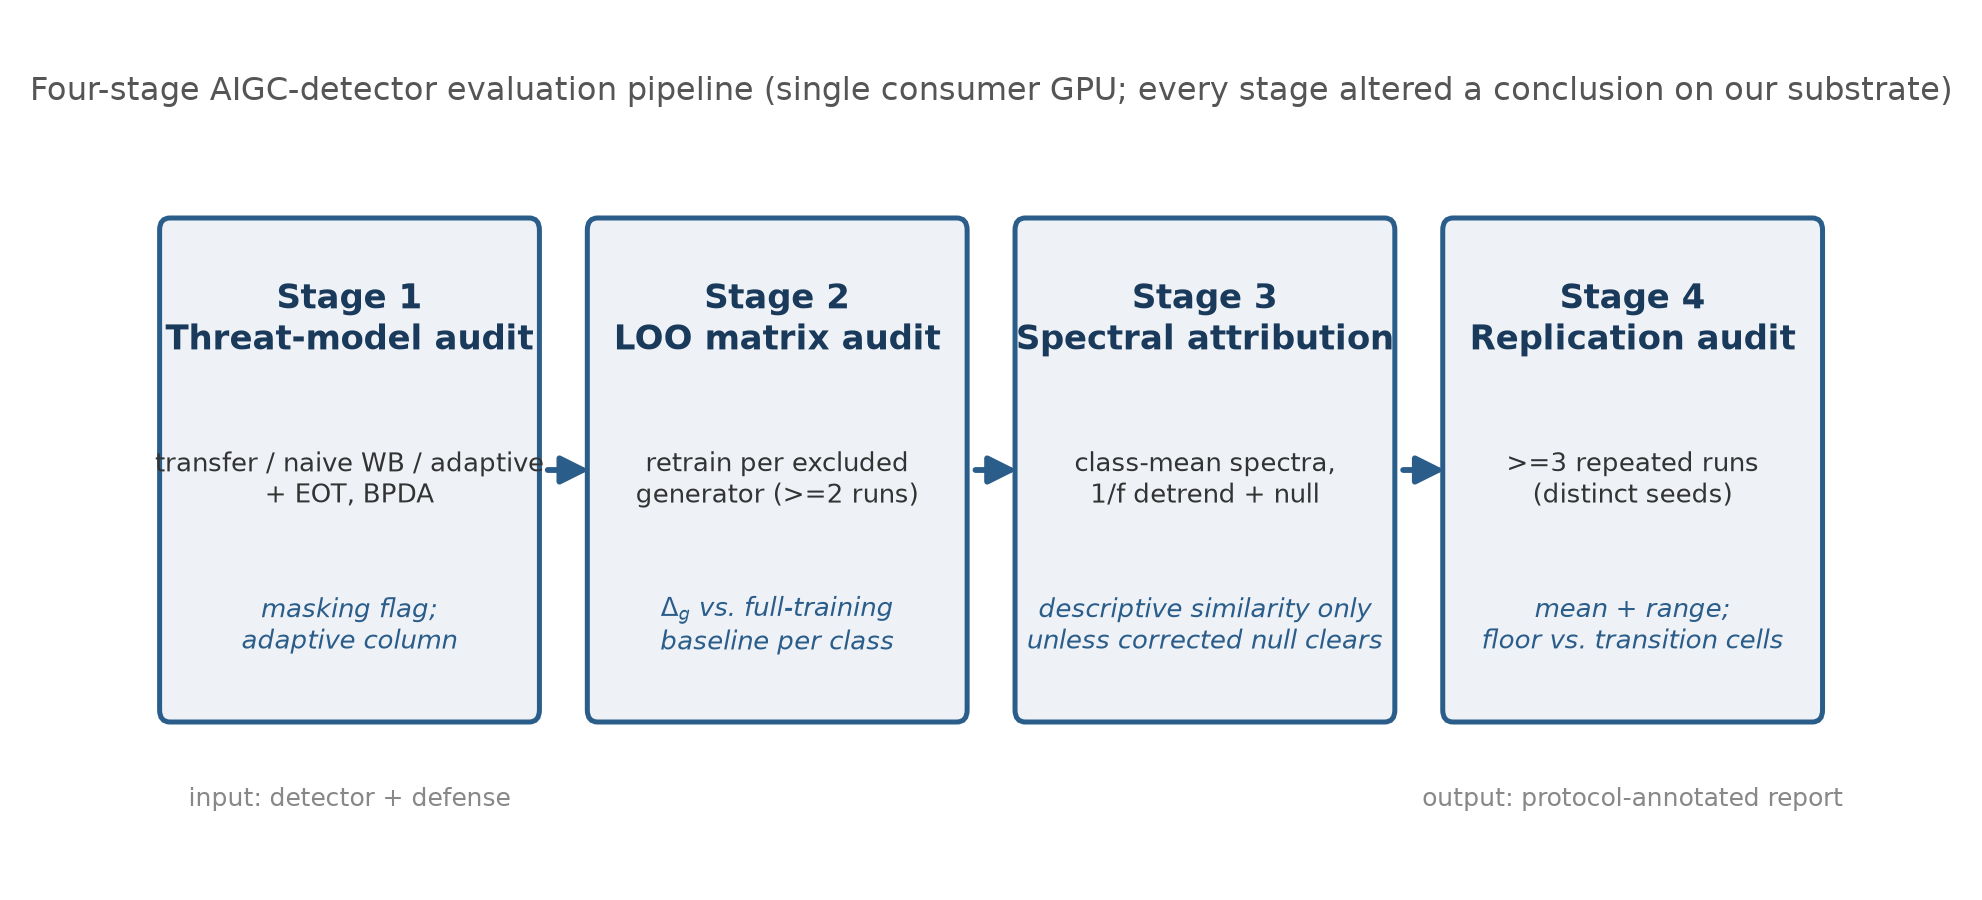 Four-stage AIGC-detector evaluation pipeline (single consumer GPU; every stage altered a conclusion on our substrate)
Stage 1
Threat-model audit
transfer / naive WB / adaptive
+ EOT, BPDA
masking flag;
adaptive column
Stage 2
LOO matrix audit
retrain per excluded
generator (>=2 runs)
Δg vs. full-training
baseline per class
Stage 3
Spectral attribution
class-mean spectra,
1/f detrend + null
descriptive similarity only
unless corrected null clears
Stage 4
Replication audit
>=3 repeated runs
(distinct seeds)
mean + range;
floor vs. transition cells
input: detector + defense
output: protocol-annotated report